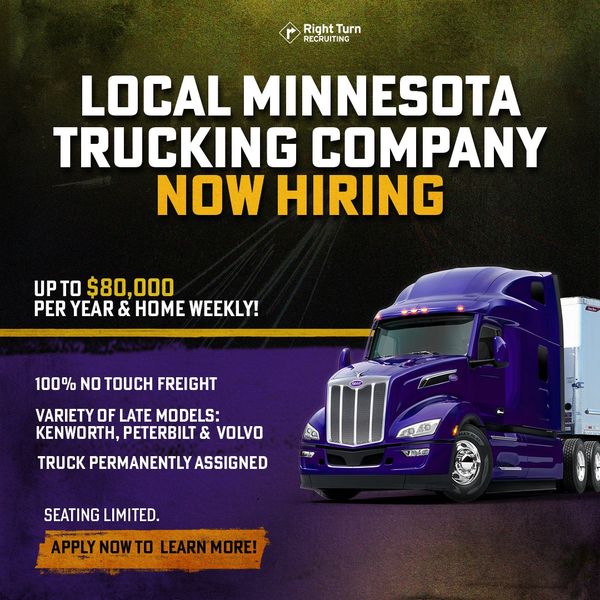 Right Turn
RECRUITING
LOCAL MINNESOTA
TRUCKING COMPANY
NOW HIRING
UP TO $80,000
PER YEAR & HOME WEEKLY!
100% NO TOUCH FREIGHT
VARIETY OF LATE MODELS:
KENWORTH, PETERBILT & VOLVO
TRUCK PERMANENTLY ASSIGNED
SEATING LIMITED.
APPLY NOW TO LEARN MORE!